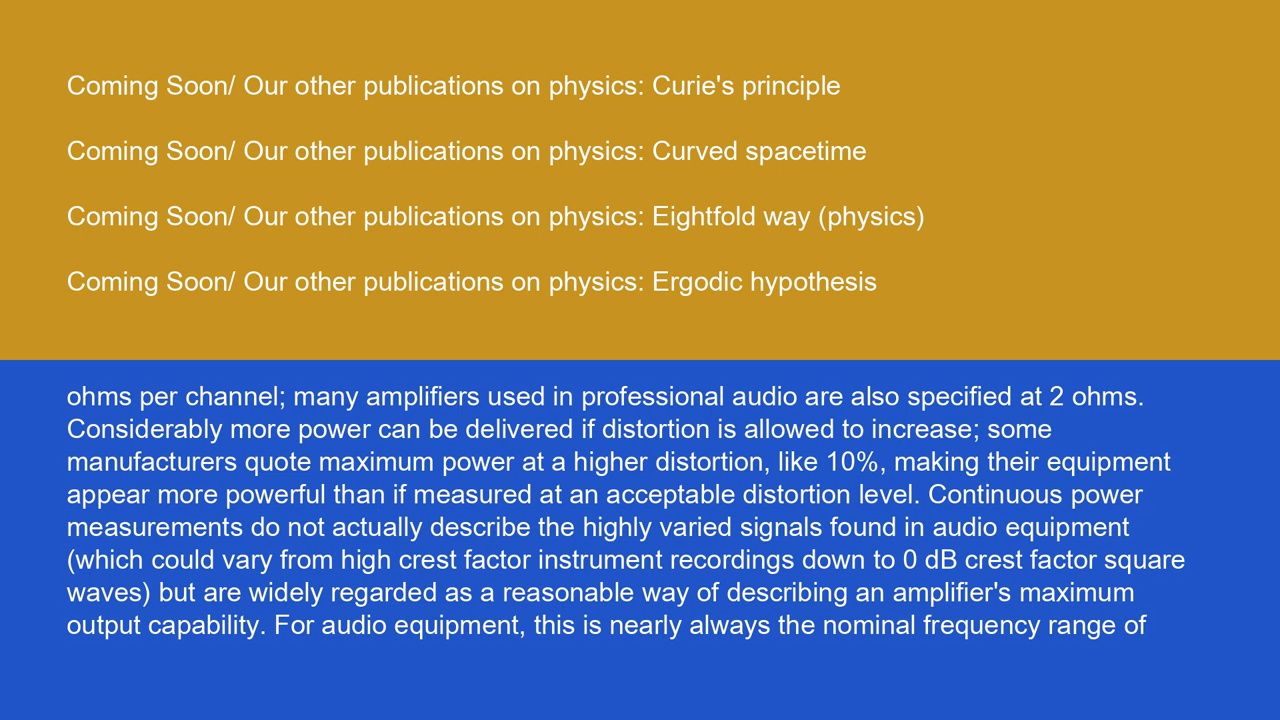 Coming Soon/ Our other publications on physics: Curie's principle
Coming Soon/ Our other publications on physics: Curved spacetime
Coming Soon/ Our other publications on physics: Eightfold way (physics)
Coming Soon/ Our other publications on physics: Ergodic hypothesis
ohms per channel; many amplifiers used in professional audio are also specified at 2 ohms.
Considerably more power can be delivered if distortion is allowed to increase; some
manufacturers quote maximum power at a higher distortion, like 10%, making their equipment
appear more powerful than if measured at an acceptable distortion level. Continuous power
measurements do not actually describe the highly varied signals found in audio equipment
(which could vary from high crest factor instrument recordings down to 0 dB crest factor square
waves) but are widely regarded as a reasonable way of describing an amplifier's maximum
output capability. For audio equipment, this is nearly always the nominal frequency range of